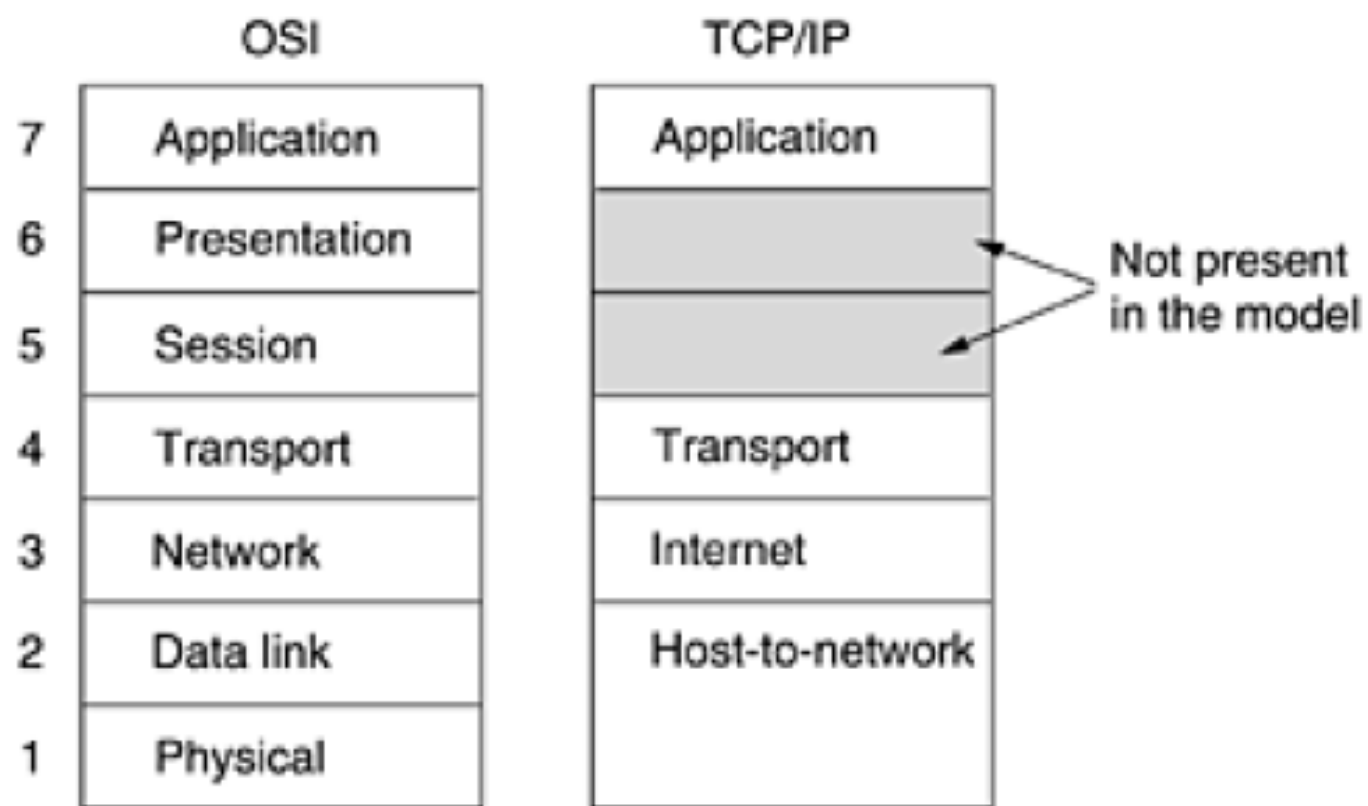 OSI
TCP/IP
7
Application
Application
6
Presentation
Not present
in the model
5
Session
4
Transport
Transport
3
Network
Internet
2
Data link
Host-to-network
1
Physical